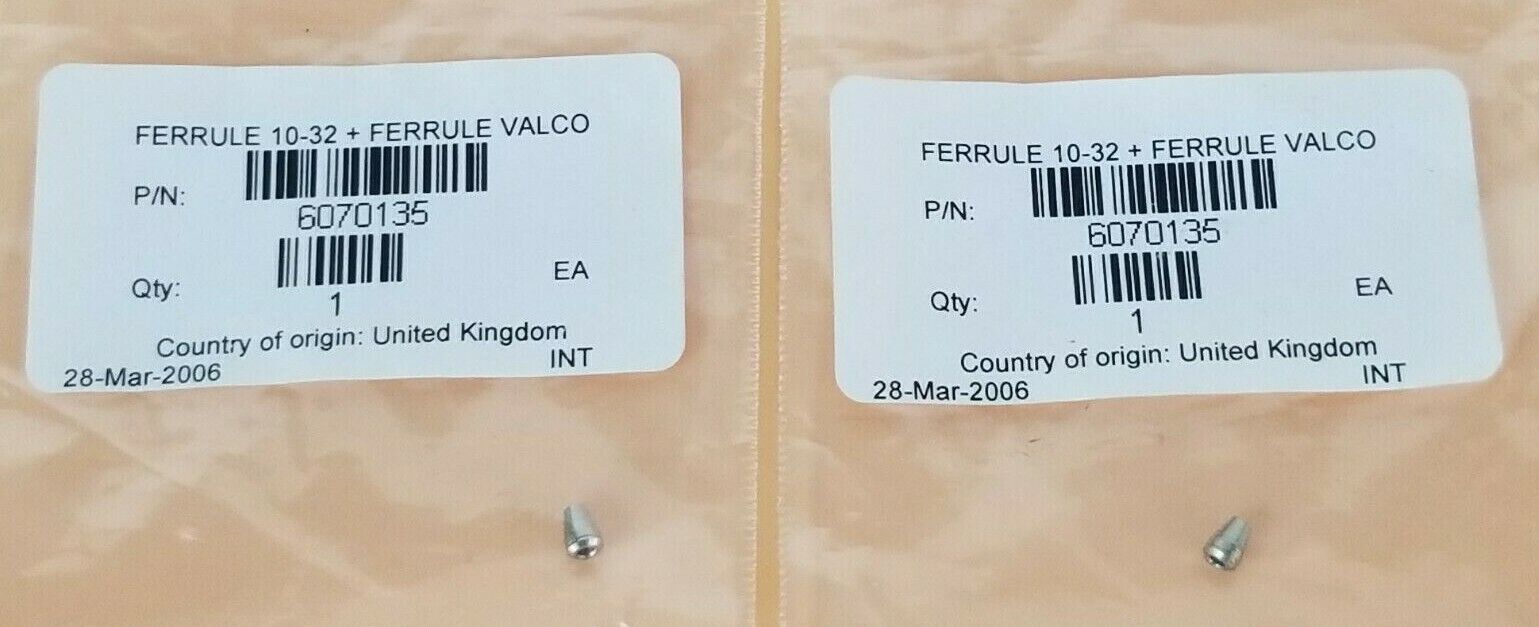 FERRULE 10-32 + FERRULE VALCO
P/N:
6070135
Qty:
EA
1
Country of origin: United Kingdom
28-Mar-2006
INT
FERRULE 10-32 + FERRULE VALCO
P/N:
6070135
Qty:
EA
1
Country of origin: United Kingdom
28-Mar-2006
INT